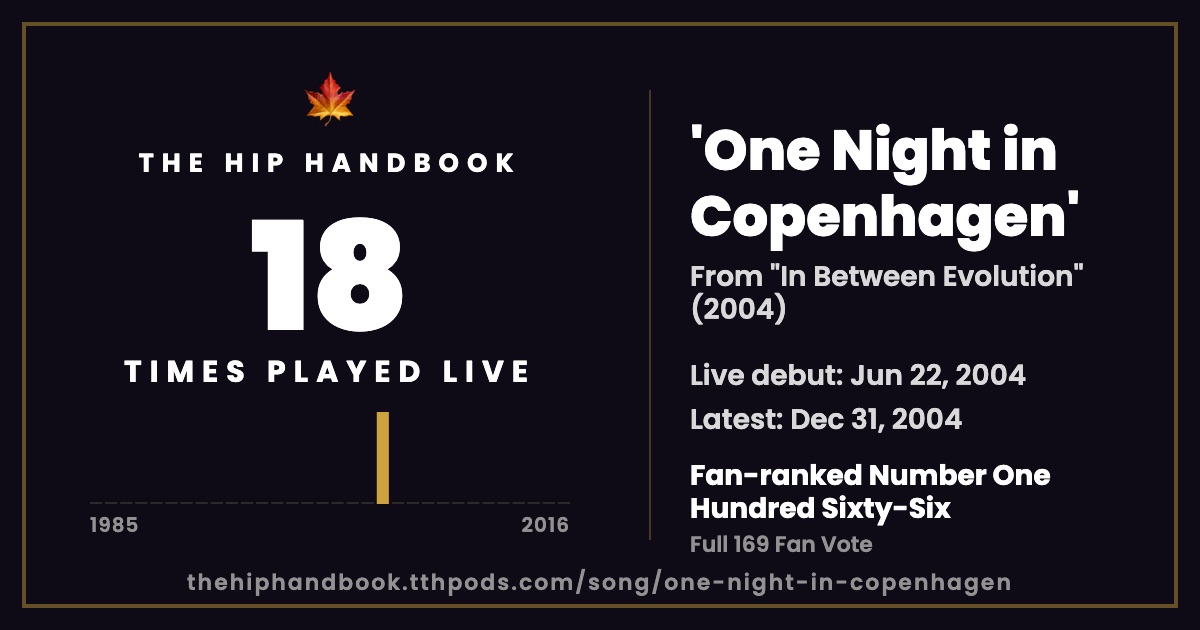 THE HIP HANDBOOK
18
TIMES PLAYED LIVE
1985
2016
'One Night in
Copenhagen'
From "In Between Evolution"
(2004)
Live debut: Jun 22, 2004
Latest: Dec 31, 2004
Fan-ranked Number One
Hundred Sixty-Six
Full 169 Fan Vote
thehiphandbook.tthpods.com/song/one-night-in-copenhagen